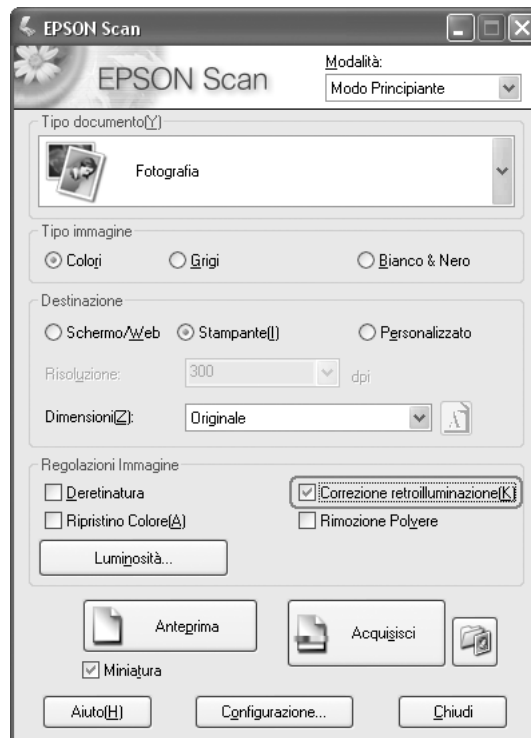 EPSON Scan
EPSON Scan
Modalità:
Modo Principiante
Tipo documento(Y)
Fotografia
Tipo immagine
Colori Grigi Bianco & Nero
Destinazione
Schermo/Web Stampante(I) Personalizzato
Risoluzione: 300 dpi
Dimensioni(Z): Originale
Regolazioni Immagine
Deretinatura Correzione retroilluminazione(K)
Ripristino Colore(A) Rimozione Polvere
Luminosità...
Anteprima Acquisisci
Miniatura
Aiuto(H) Configurazione... Chiudi